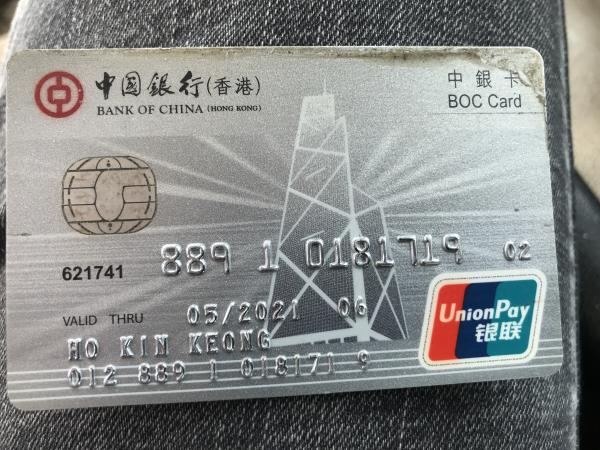 中国銀行(香港)
BANK OF CHINA (HONG KONG)
中銀卡
BOC Card
621741 889 1 0181719 02
VALID THRU 05/2021 06
HO KIN KEONG
012 889 1 018171 9
UnionPay
银联